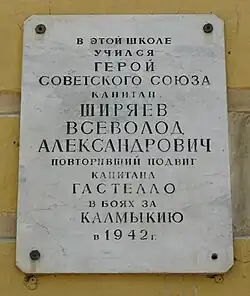 В ЭТОЙ ШКОЛЕ
УЧИЛСЯ
ГЕРОЙ
СОВЕТСКОГО СОЮЗА
КАПИТАН
ШИРЯЕВ
ВСЕВОЛОД
АЛЕКСАНДРОВИЧ
ПОВТОРИВШИЙ ПОДВИГ
КАПИТАНА
ГАСТЕЛЛО
В БОЯХ ЗА
КАЛМЫКИЮ
в 1942 г.